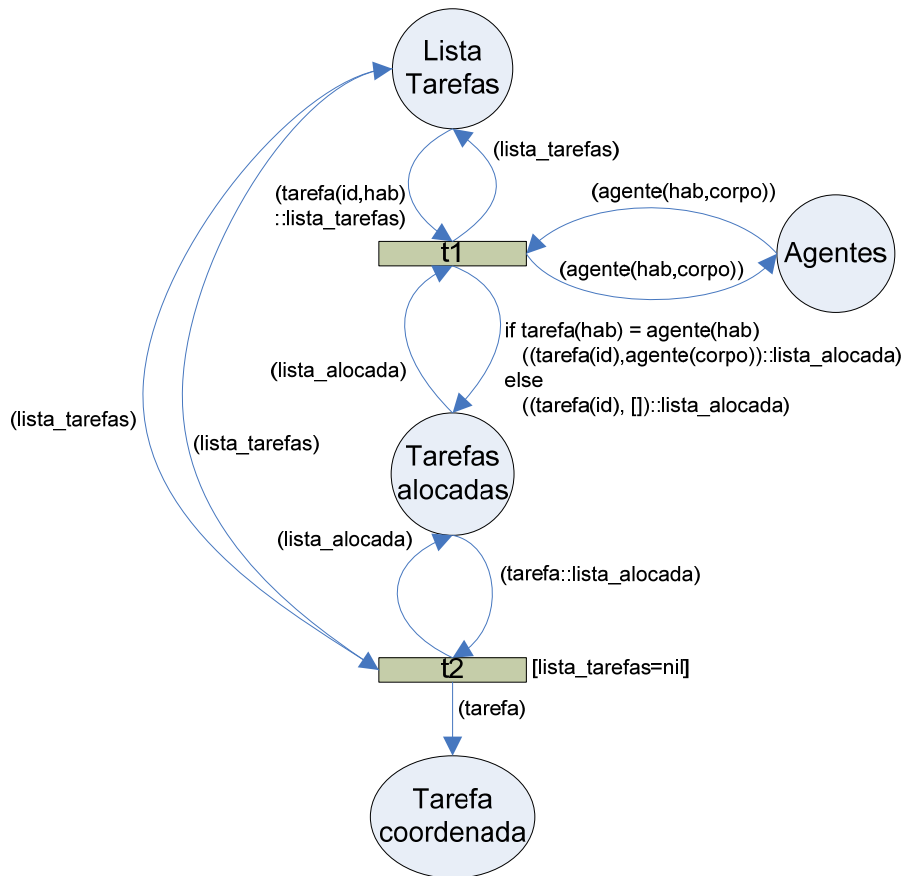 Lista
Tarefas
(lista_tarefas)
(tarefa(id,hab)
::lista_tarefas)
(agente(hab,corpo))
t1
Agentes
(agente(hab,corpo))
if tarefa(hab) = agente(hab)
((tarefa(id),agente(corpo))::lista_alocada)
else
((tarefa(id), [])::lista_alocada)
(lista_alocada)
(lista_tarefas)
(lista_tarefas)
Tarefas
alocadas
(lista_alocada)
(tarefa::lista_alocada)
t2
[lista_tarefas=nil]
(tarefa)
Tarefa
coordenada